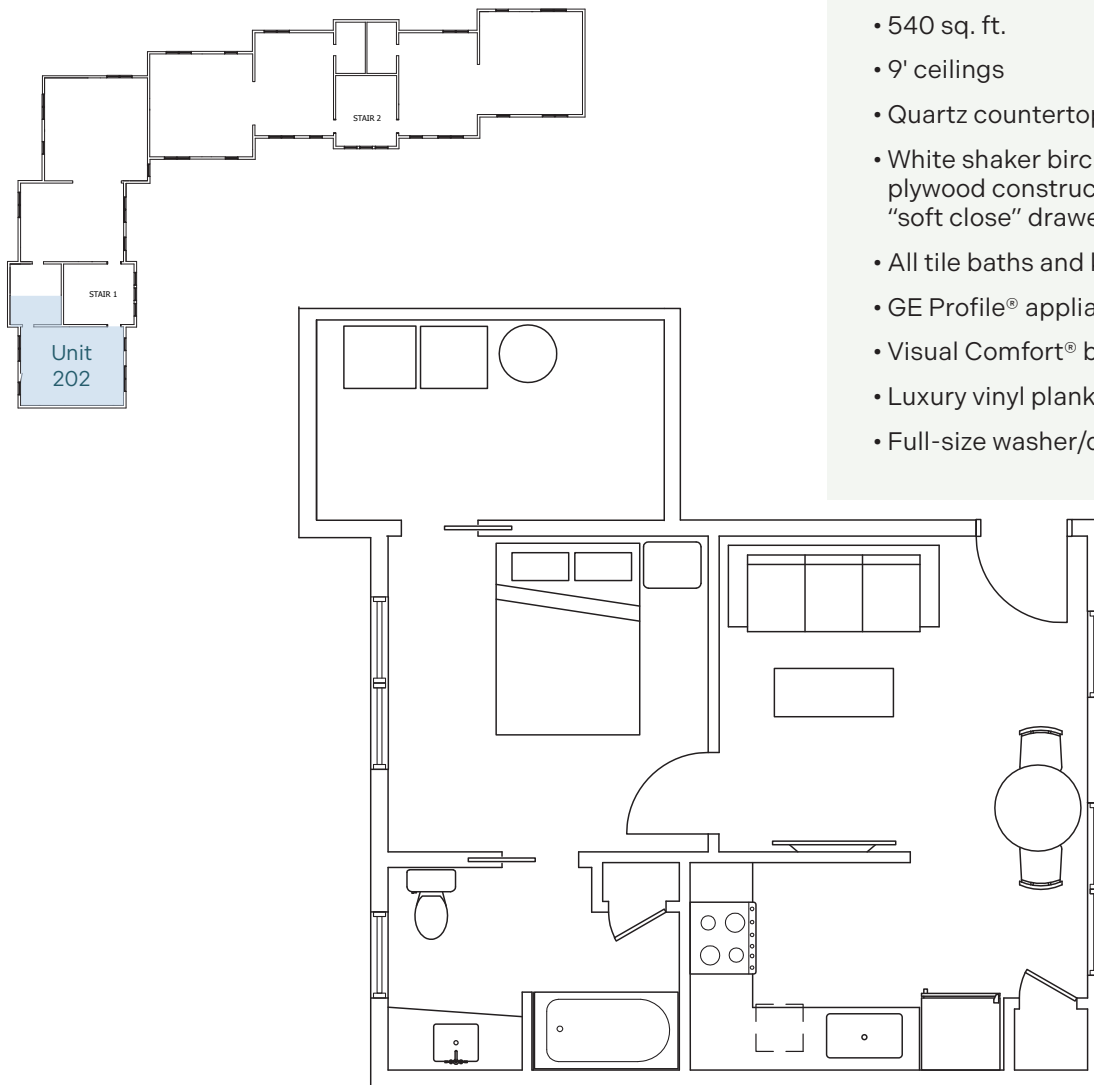 STAIR 2
STAIR 1
Unit
202
• 540 sq. ft.
• 9' ceilings
• Quartz countertop
• White shaker birc
plywood construc
“soft close” drawe
• All tile baths and
• GE Profile® applia
• Visual Comfort® b
• Luxury vinyl plank
• Full-size washer/d